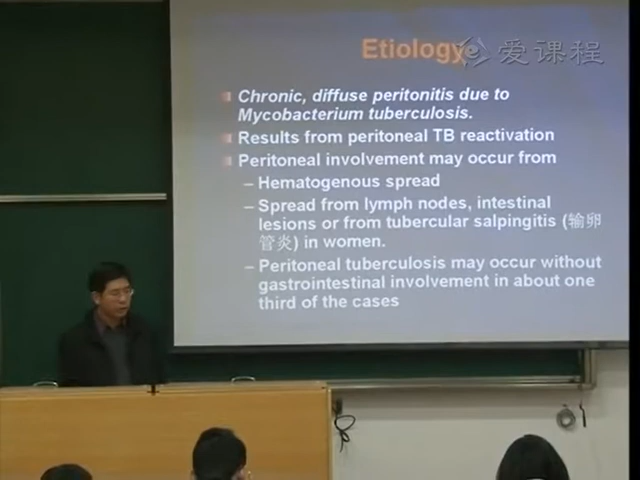 Etiology
爱课程
Chronic, diffuse peritonitis due to
Mycobacterium tuberculosis.
Results from peritoneal TB reactivation
Peritoneal involvement may occur from
– Hematogenous spread
– Spread from lymph nodes, intestinal
lesions or from tubercular salpingitis (输卵
管炎) in women.
– Peritoneal tuberculosis may occur without
gastrointestinal involvement in about one
third of the cases